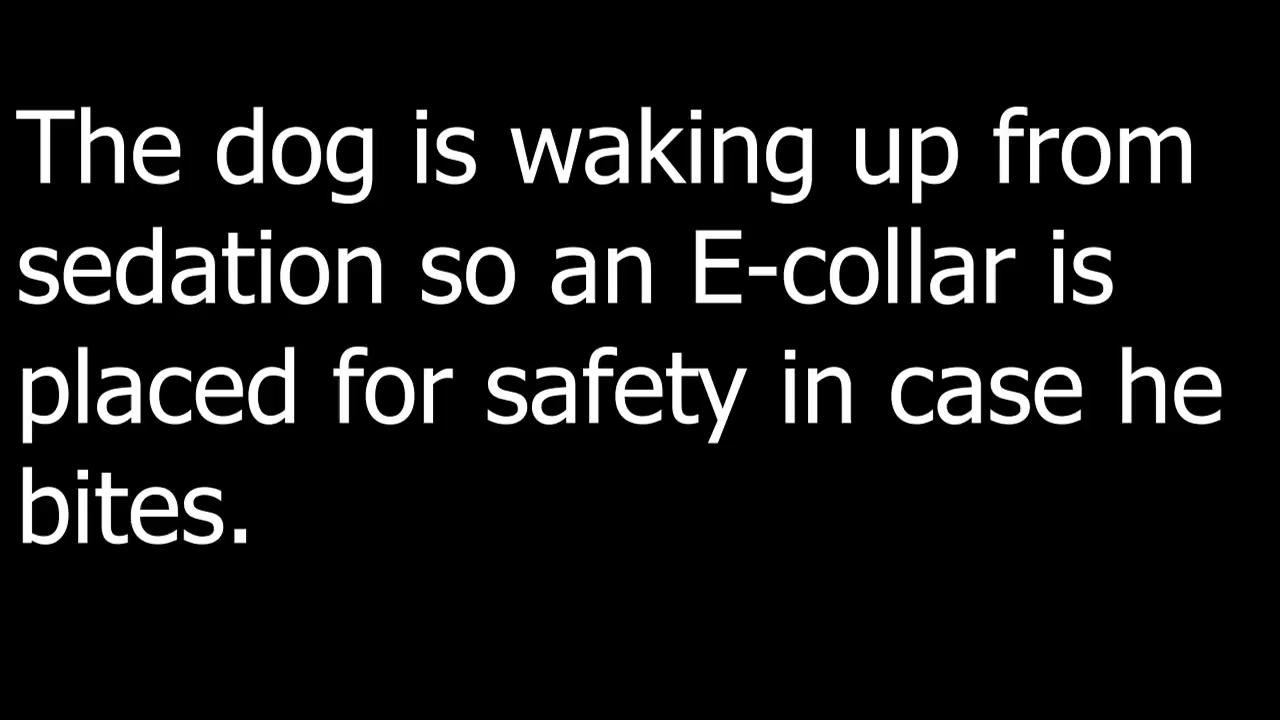 The dog is waking up from
sedation so an E-collar is
placed for safety in case he
bites.